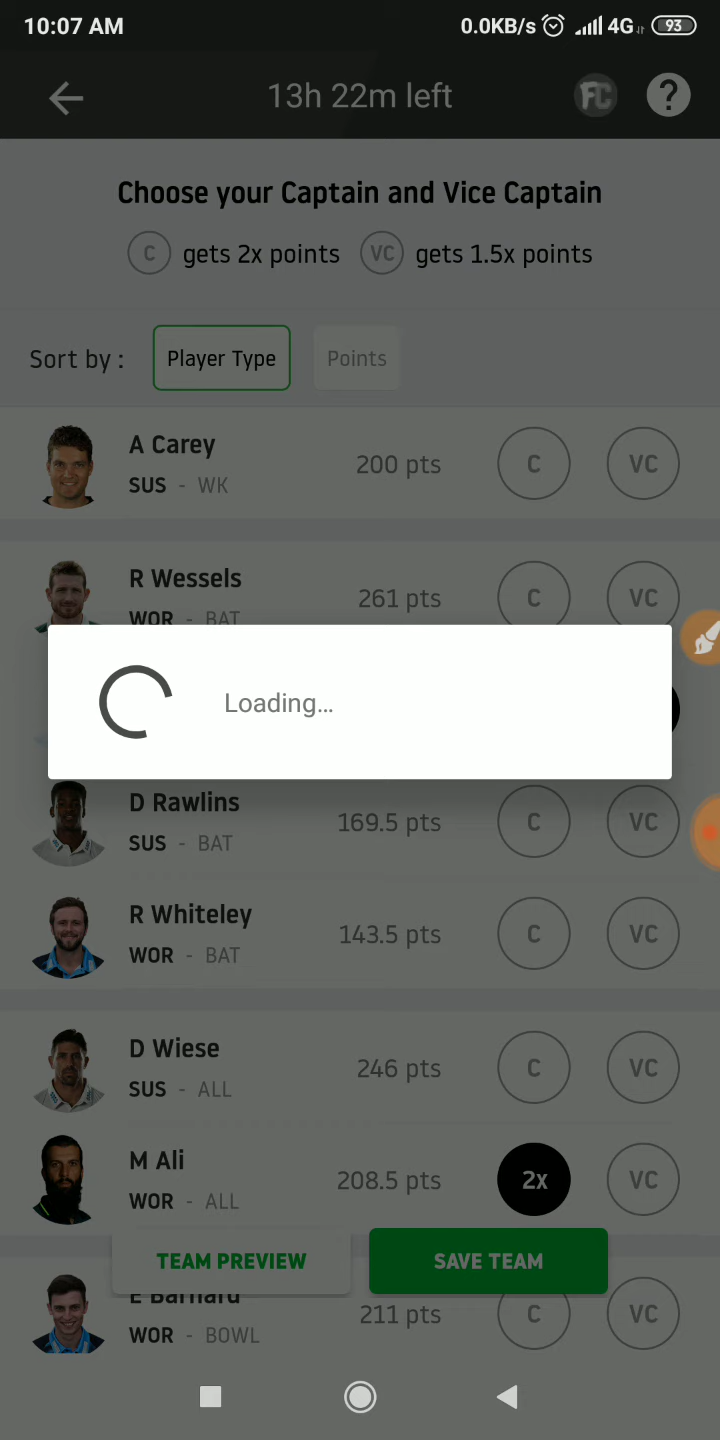 10:07 AM 0.0KB/s 4G 93
13h 22m left FC ?
Choose your Captain and Vice Captain
C gets 2x points VC gets 1.5x points
Sort by : Player Type Points
A Carey
SUS - WK 200 pts C VC
R Wessels
WOR - BAT 261 pts C VC
Loading...
D Rawlins
SUS - BAT 169.5 pts C VC
R Whiteley
WOR - BAT 143.5 pts C VC
D Wiese
SUS - ALL 246 pts C VC
M Ali
WOR - ALL 208.5 pts 2x VC
TEAM PREVIEW SAVE TEAM
E Barnard
WOR - BOWL 211 pts C VC